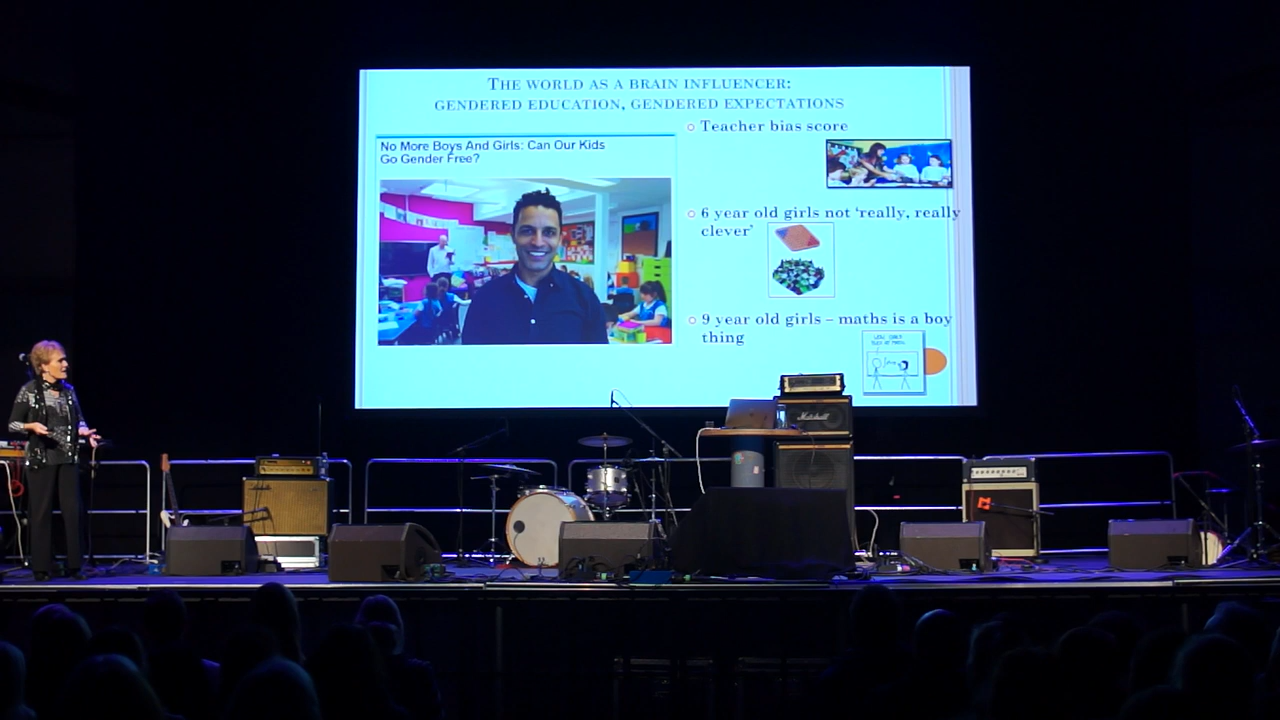 THE WORLD AS A BRAIN INFLUENCER:
GENDERED EDUCATION, GENDERED EXPECTATIONS
No More Boys And Girls: Can Our Kids
Go Gender Free?
Teacher bias score
6 year old girls not ‘really, really
clever’
9 year old girls – maths is a boy
thing
Marshall